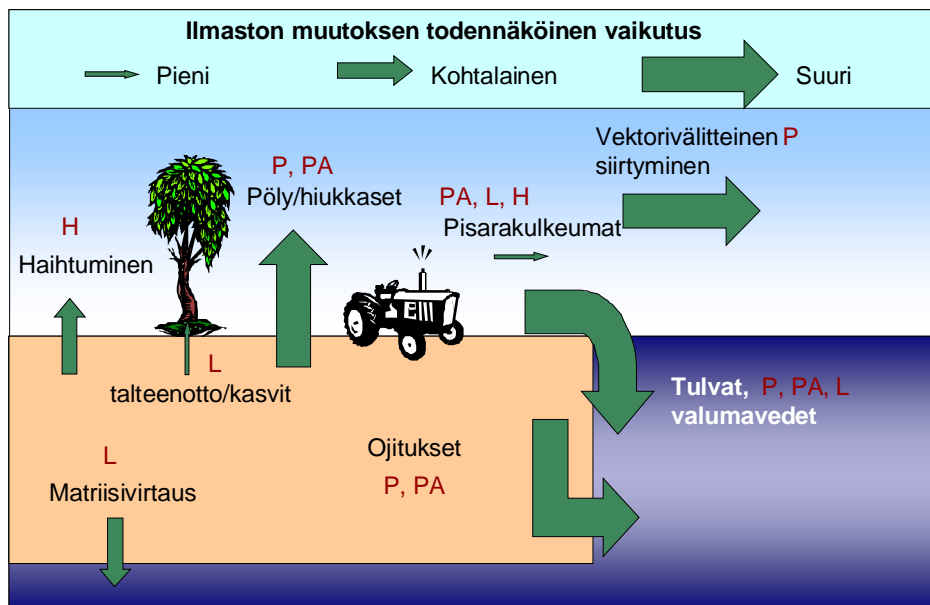 Ilmaston muutoksen todennäköinen vaikutus
Pieni
Kohtalainen
Suuri
Vektorivälitteinen P
siirtyminen
P, PA
Pöly/hiukkaset
PA, L, H
Pisarakulkeumat
H
Haihtuminen
L
talteenotto/kasvit
Tulvat, P, PA, L
valumavedet
Ojitukset
P, PA
L
Matriisivirtaus